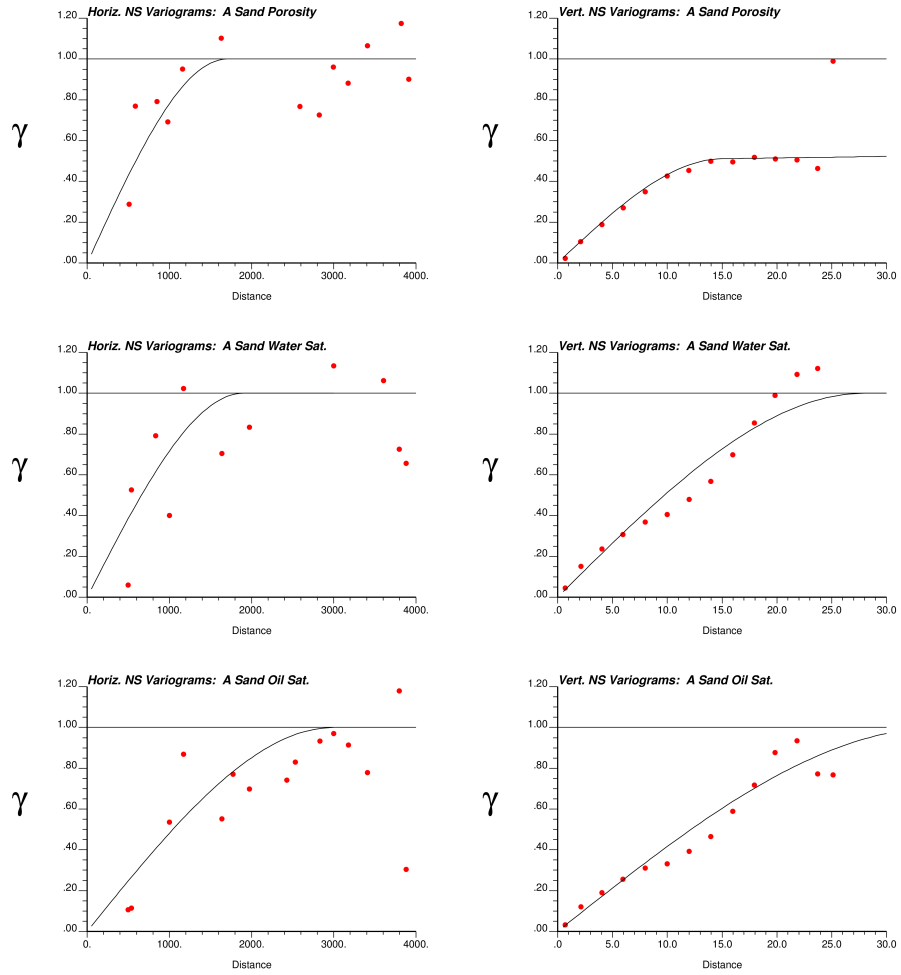 Horiz. NS Variograms: A Sand Porosity
γ
1.20
1.00
.80
.60
.40
.20
.00
0. 1000. 2000. 3000. 4000.
Distance
Vert. NS Variograms: A Sand Porosity
γ
1.20
1.00
.80
.60
.40
.20
.00
.0 5.0 10.0 15.0 20.0 25.0 30.0
Distance
Horiz. NS Variograms: A Sand Water Sat.
γ
1.20
1.00
.80
.60
.40
.20
.00
0. 1000. 2000. 3000. 4000.
Distance
Vert. NS Variograms: A Sand Water Sat.
γ
1.20
1.00
.80
.60
.40
.20
.00
.0 5.0 10.0 15.0 20.0 25.0 30.0
Distance
Horiz. NS Variograms: A Sand Oil Sat.
γ
1.20
1.00
.80
.60
.40
.20
.00
0. 1000. 2000. 3000. 4000.
Distance
Vert. NS Variograms: A Sand Oil Sat.
γ
1.20
1.00
.80
.60
.40
.20
.00
.0 5.0 10.0 15.0 20.0 25.0 30.0
Distance